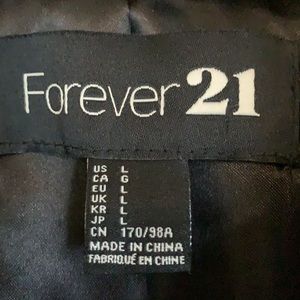 Forever 21
US L
CA G
EU L
UK L
KR L
JP L
CN 170/98A
MADE IN CHINA
FABRIQUÉ EN CHINE